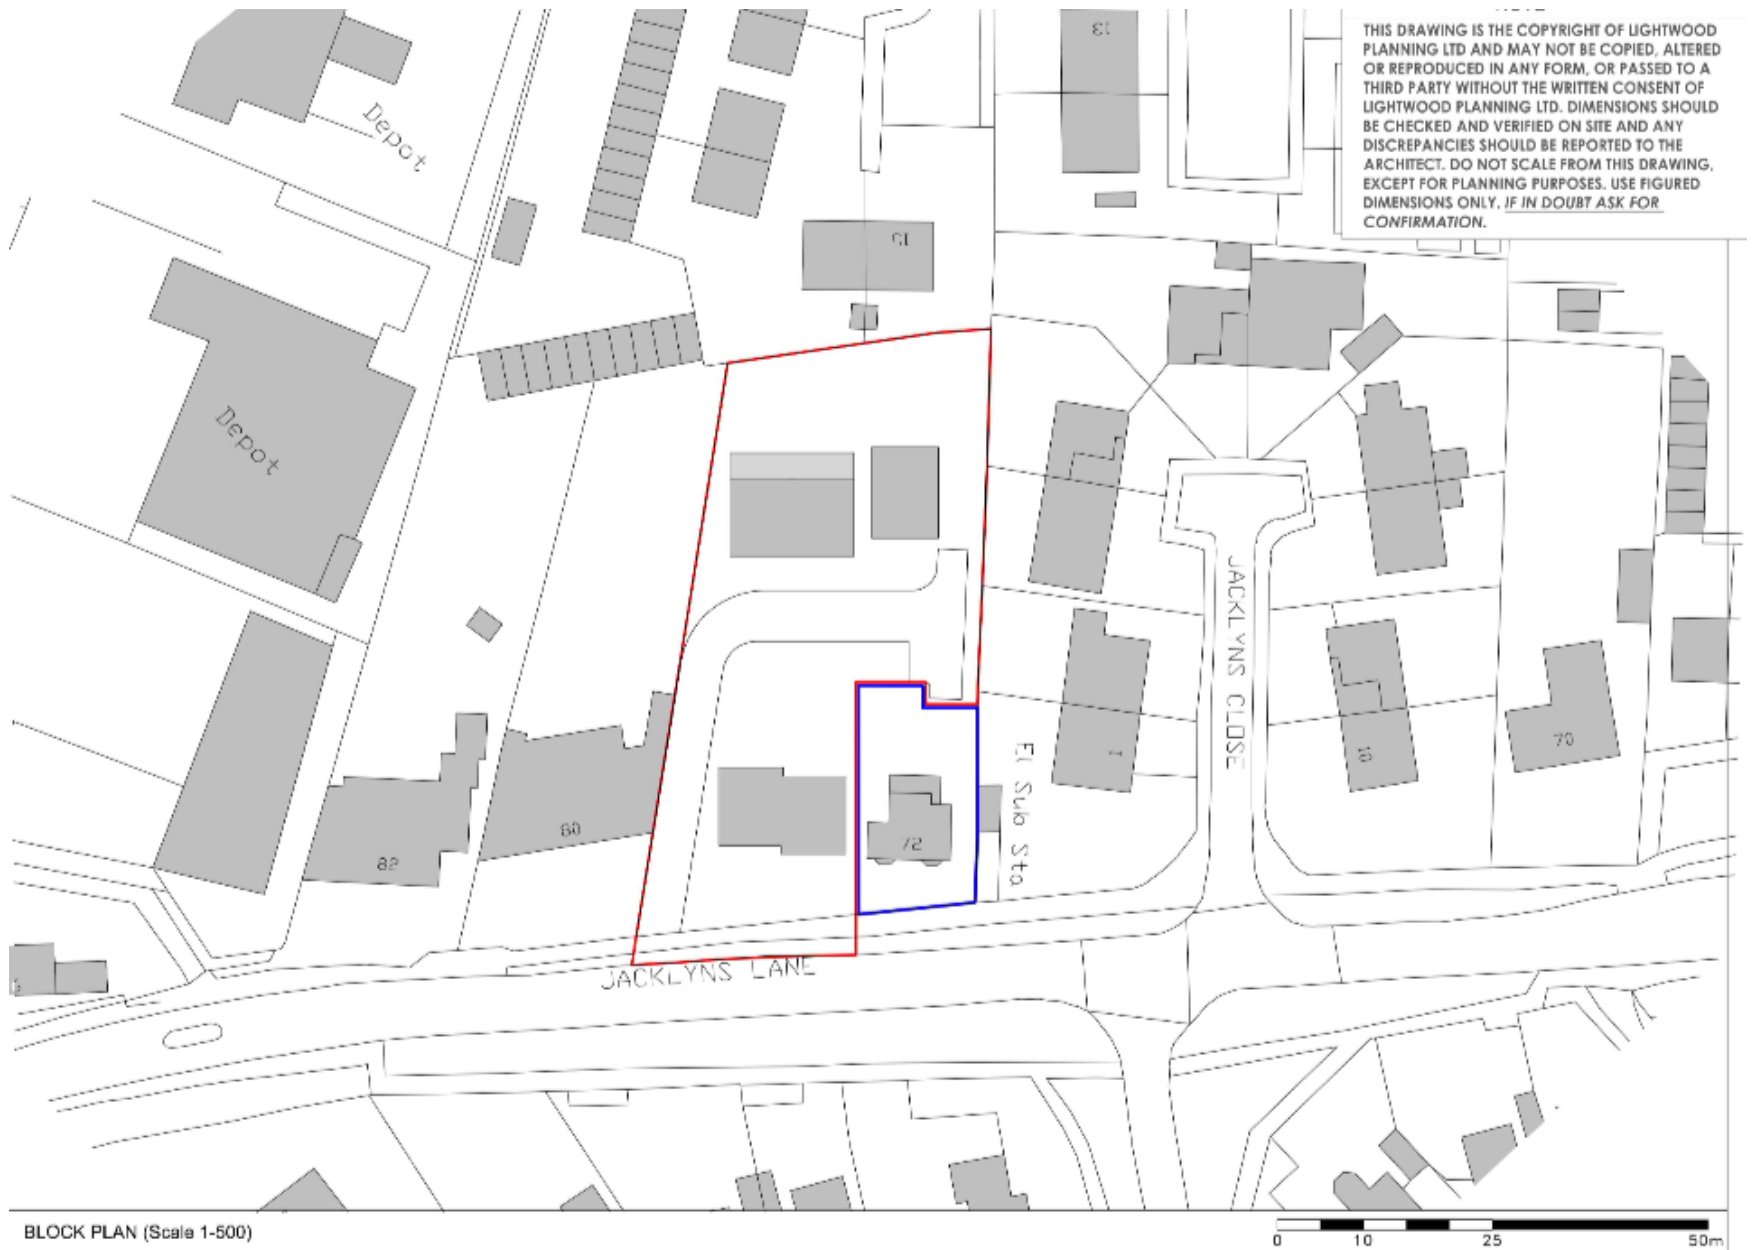 THIS DRAWING IS THE COPYRIGHT OF LIGHTWOOD
PLANNING LTD AND MAY NOT BE COPIED, ALTERED
OR REPRODUCED IN ANY FORM, OR PASSED TO A
THIRD PARTY WITHOUT THE WRITTEN CONSENT OF
LIGHTWOOD PLANNING LTD. DIMENSIONS SHOULD
BE CHECKED AND VERIFIED ON SITE AND ANY
DISCREPANCIES SHOULD BE REPORTED TO THE
ARCHITECT. DO NOT SCALE FROM THIS DRAWING,
EXCEPT FOR PLANNING PURPOSES. USE FIGURED
DIMENSIONS ONLY. IF IN DOUBT ASK FOR
CONFIRMATION.
13
Depot
Depot
JACKLYNS CLOSE
El Sub Sta
1
10
70
72
80
82
JACKLYNS LANE
BLOCK PLAN (Scale 1-500)
0 10 25 50m